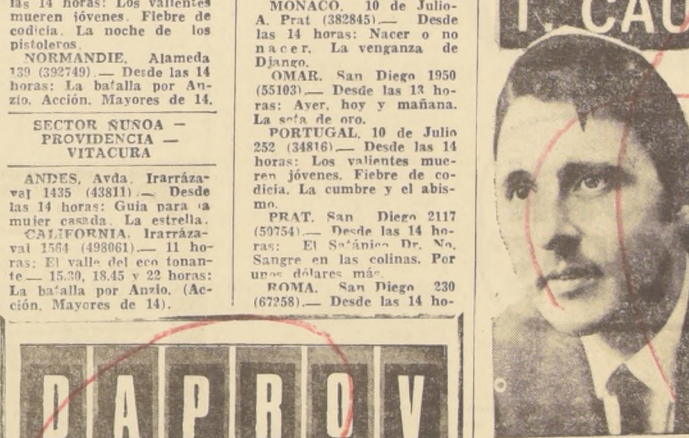 las 14 horas: Los valientes
mueren jóvenes. Fiebre de
codicia. La noche de los
pistoleros.
NORMANDIE, Alameda
139 (392749).— Desde las 14
horas: La batalla por An-
zio. Acción. Mayores de 14.
SECTOR ÑUÑOA —
PROVIDENCIA —
VITACURA
ANDES, Avda. Irarráza-
val 1435 (43811).— Desde
las 14 horas: Guía para la
mujer casada. La estrella.
CALIFORNIA, Irarráza-
val 1564 (498061).— 11 ho-
ras: El valle del eco tonan-
te.— 15.30, 18.45 y 22 horas:
La batalla por Anzio. (Ac-
ción. Mayores de 14).
MONACO. 10 de Julio-
A. Prat (382845).— Desde
las 14 horas: Nacer o no
nacer. La venganza de
Django.
OMAR. San Diego 1950
(55103).— Desde las 13 ho-
ras: Ayer, hoy y mañana.
La seta de oro.
PORTUGAL, 10 de Julio
252 (34816).— Desde las 14
horas: Los valientes mue-
ren jóvenes. Fiebre de co-
dicia. La cumbre y el abis-
mo.
PRAT. San Diego 2117
(50754).— Desde las 14 ho-
ras: El Satánico Dr. No.
Sangre en las colinas. Por
unos dólares más.
ROMA. San Diego 230
(67258).— Desde las 14 ho-
DAPROV
T. CAU